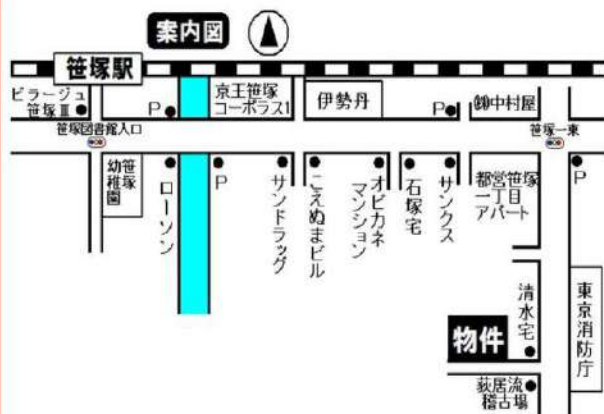 案内図
笹塚駅
ビラージュ
笹塚Ⅲ
P
京王笹塚
コーポラス1
伊勢丹
P
㈱中村屋
笹塚図書館入口
笹塚一東
笹塚
幼稚園
ローソン
P
サンドラッグ
こえぬまビル
オビカネ
マンション
石塚宅
サンクス
都営笹塚
一丁目
アパート
P
清水宅
東京消防庁
物件
荻居流
稽古場